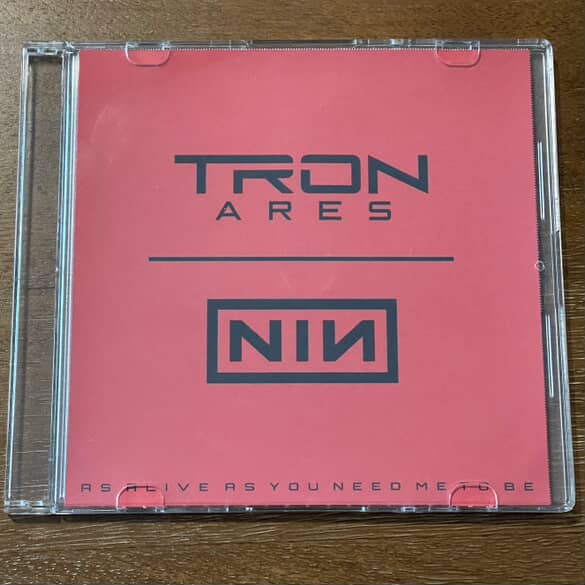 TRON
ARES
NIN
AS ALIVE AS YOU NEED ME TO BE